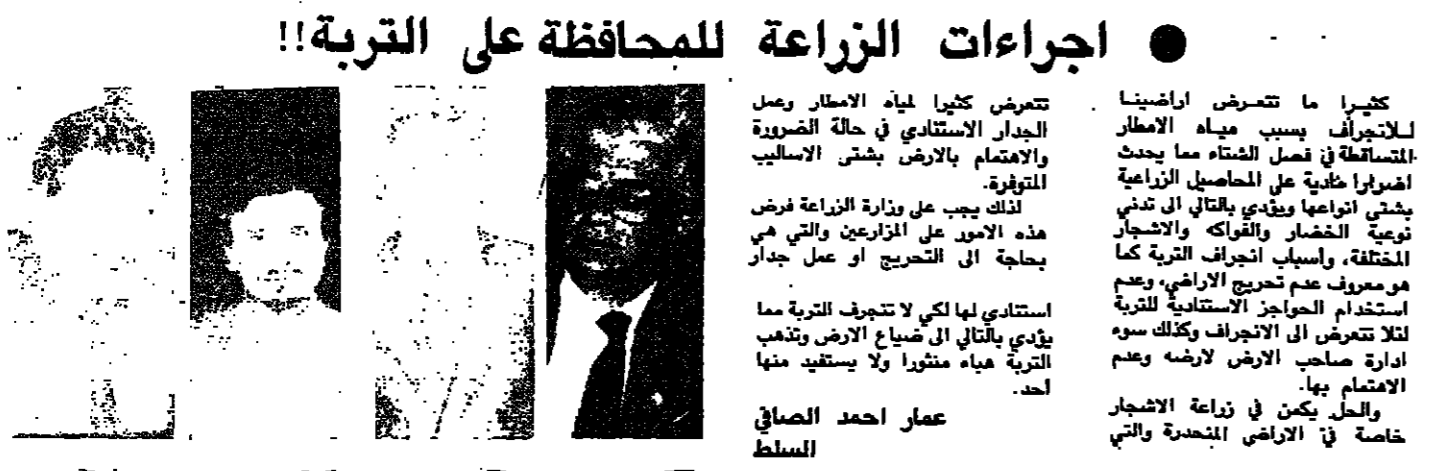 ● اجراءات الزراعة للمحافظة على التربة!!
كثيرا ما تتعرض اراضينا
للانجراف بسبب مياه الامطار
المتساقطة في فصل الشتاء مما يحدث
اضرارا مادية على المحاصيل الزراعية
بشتى انواعها ويؤدي بالتالي الى تدني
نوعية الخضار والفواكه والاشجار
المختلفة، وأسباب انجراف التربة كما
هو معروف عدم تحريج الاراضي، وعدم
استخدام الحواجز الاستنادية للتربة
لئلا تتعرض الى الانجراف وكذلك سوء
ادارة صاحب الارض لارضه وعدم
الاهتمام بها.
والحل يكمن في زراعة الاشجار
خاصة في الاراضي المنحدرة والتي
تتعرض كثيرا لمياه الامطار وعمل
الجدار الاستنادي في حالة الضرورة
والاهتمام بالارض بشتى الاساليب
المتوفرة.
لذلك يجب على وزارة الزراعة فرض
هذه الامور على المزارعين والتي هي
بحاجة الى التحريج او عمل جدار
استنادي لها لكي لا تنجرف التربة مما
يؤدي بالتالي الى ضياع الارض وتذهب
التربة هباء منثورا ولا يستفيد منها
أحد.
عمار احمد الصافي
السلط